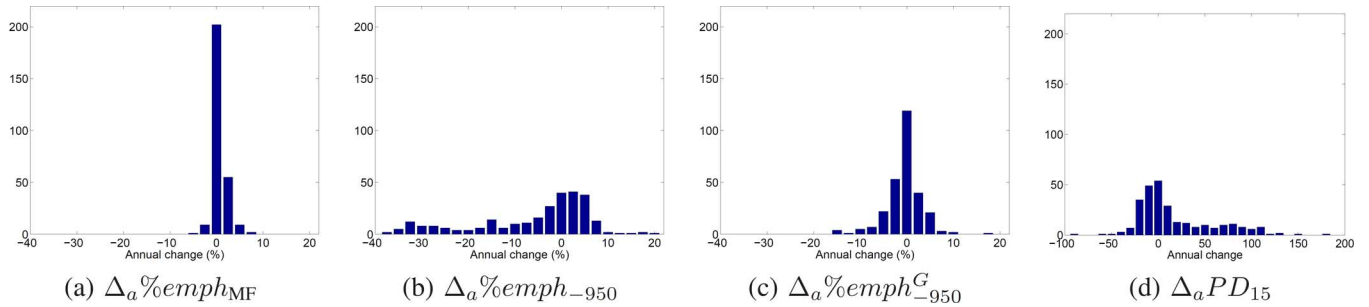 200
150
100
50
0
−40 −30 −20 −10 0 10 20
Annual change (%)
(a) Δₐ%emph_MF
200
150
100
50
0
−40 −30 −20 −10 0 10 20
Annual change (%)
(b) Δₐ%emph₋₉₅₀
200
150
100
50
0
−40 −30 −20 −10 0 10 20
Annual change (%)
(c) Δₐ%emph^G₋₉₅₀
200
150
100
50
0
−100 −50 0 50 100 150 200
Annual change
(d) ΔₐPD₁₅